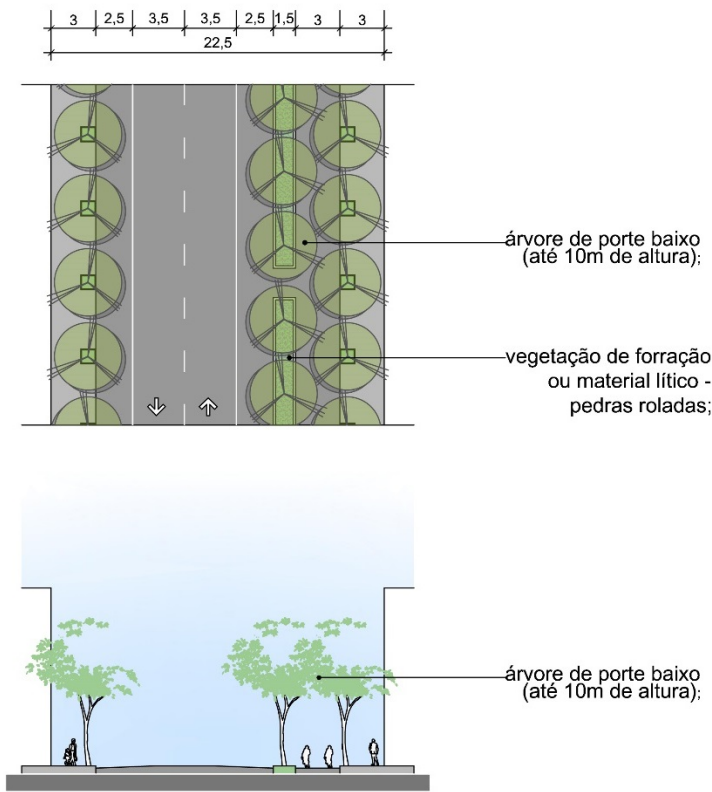 3 2,5 3,5 3,5 2,5 1,5 3 3
22,5
árvore de porte baixo
(até 10m de altura);
vegetação de forração
ou material lítico -
pedras roladas;
árvore de porte baixo
(até 10m de altura);